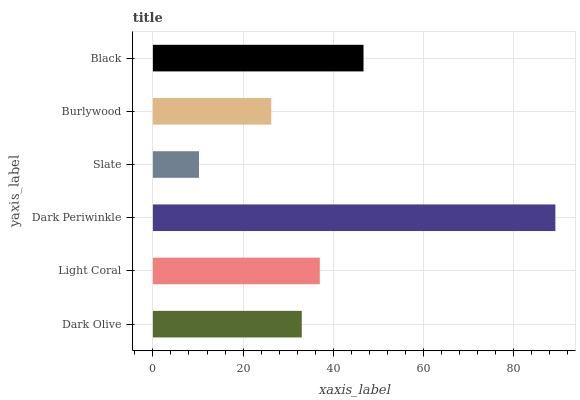 title
Black
Burlywood
Slate
Dark Periwinkle
Light Coral
Dark Olive
yaxis_label
0 20 40 60 80
xaxis_label